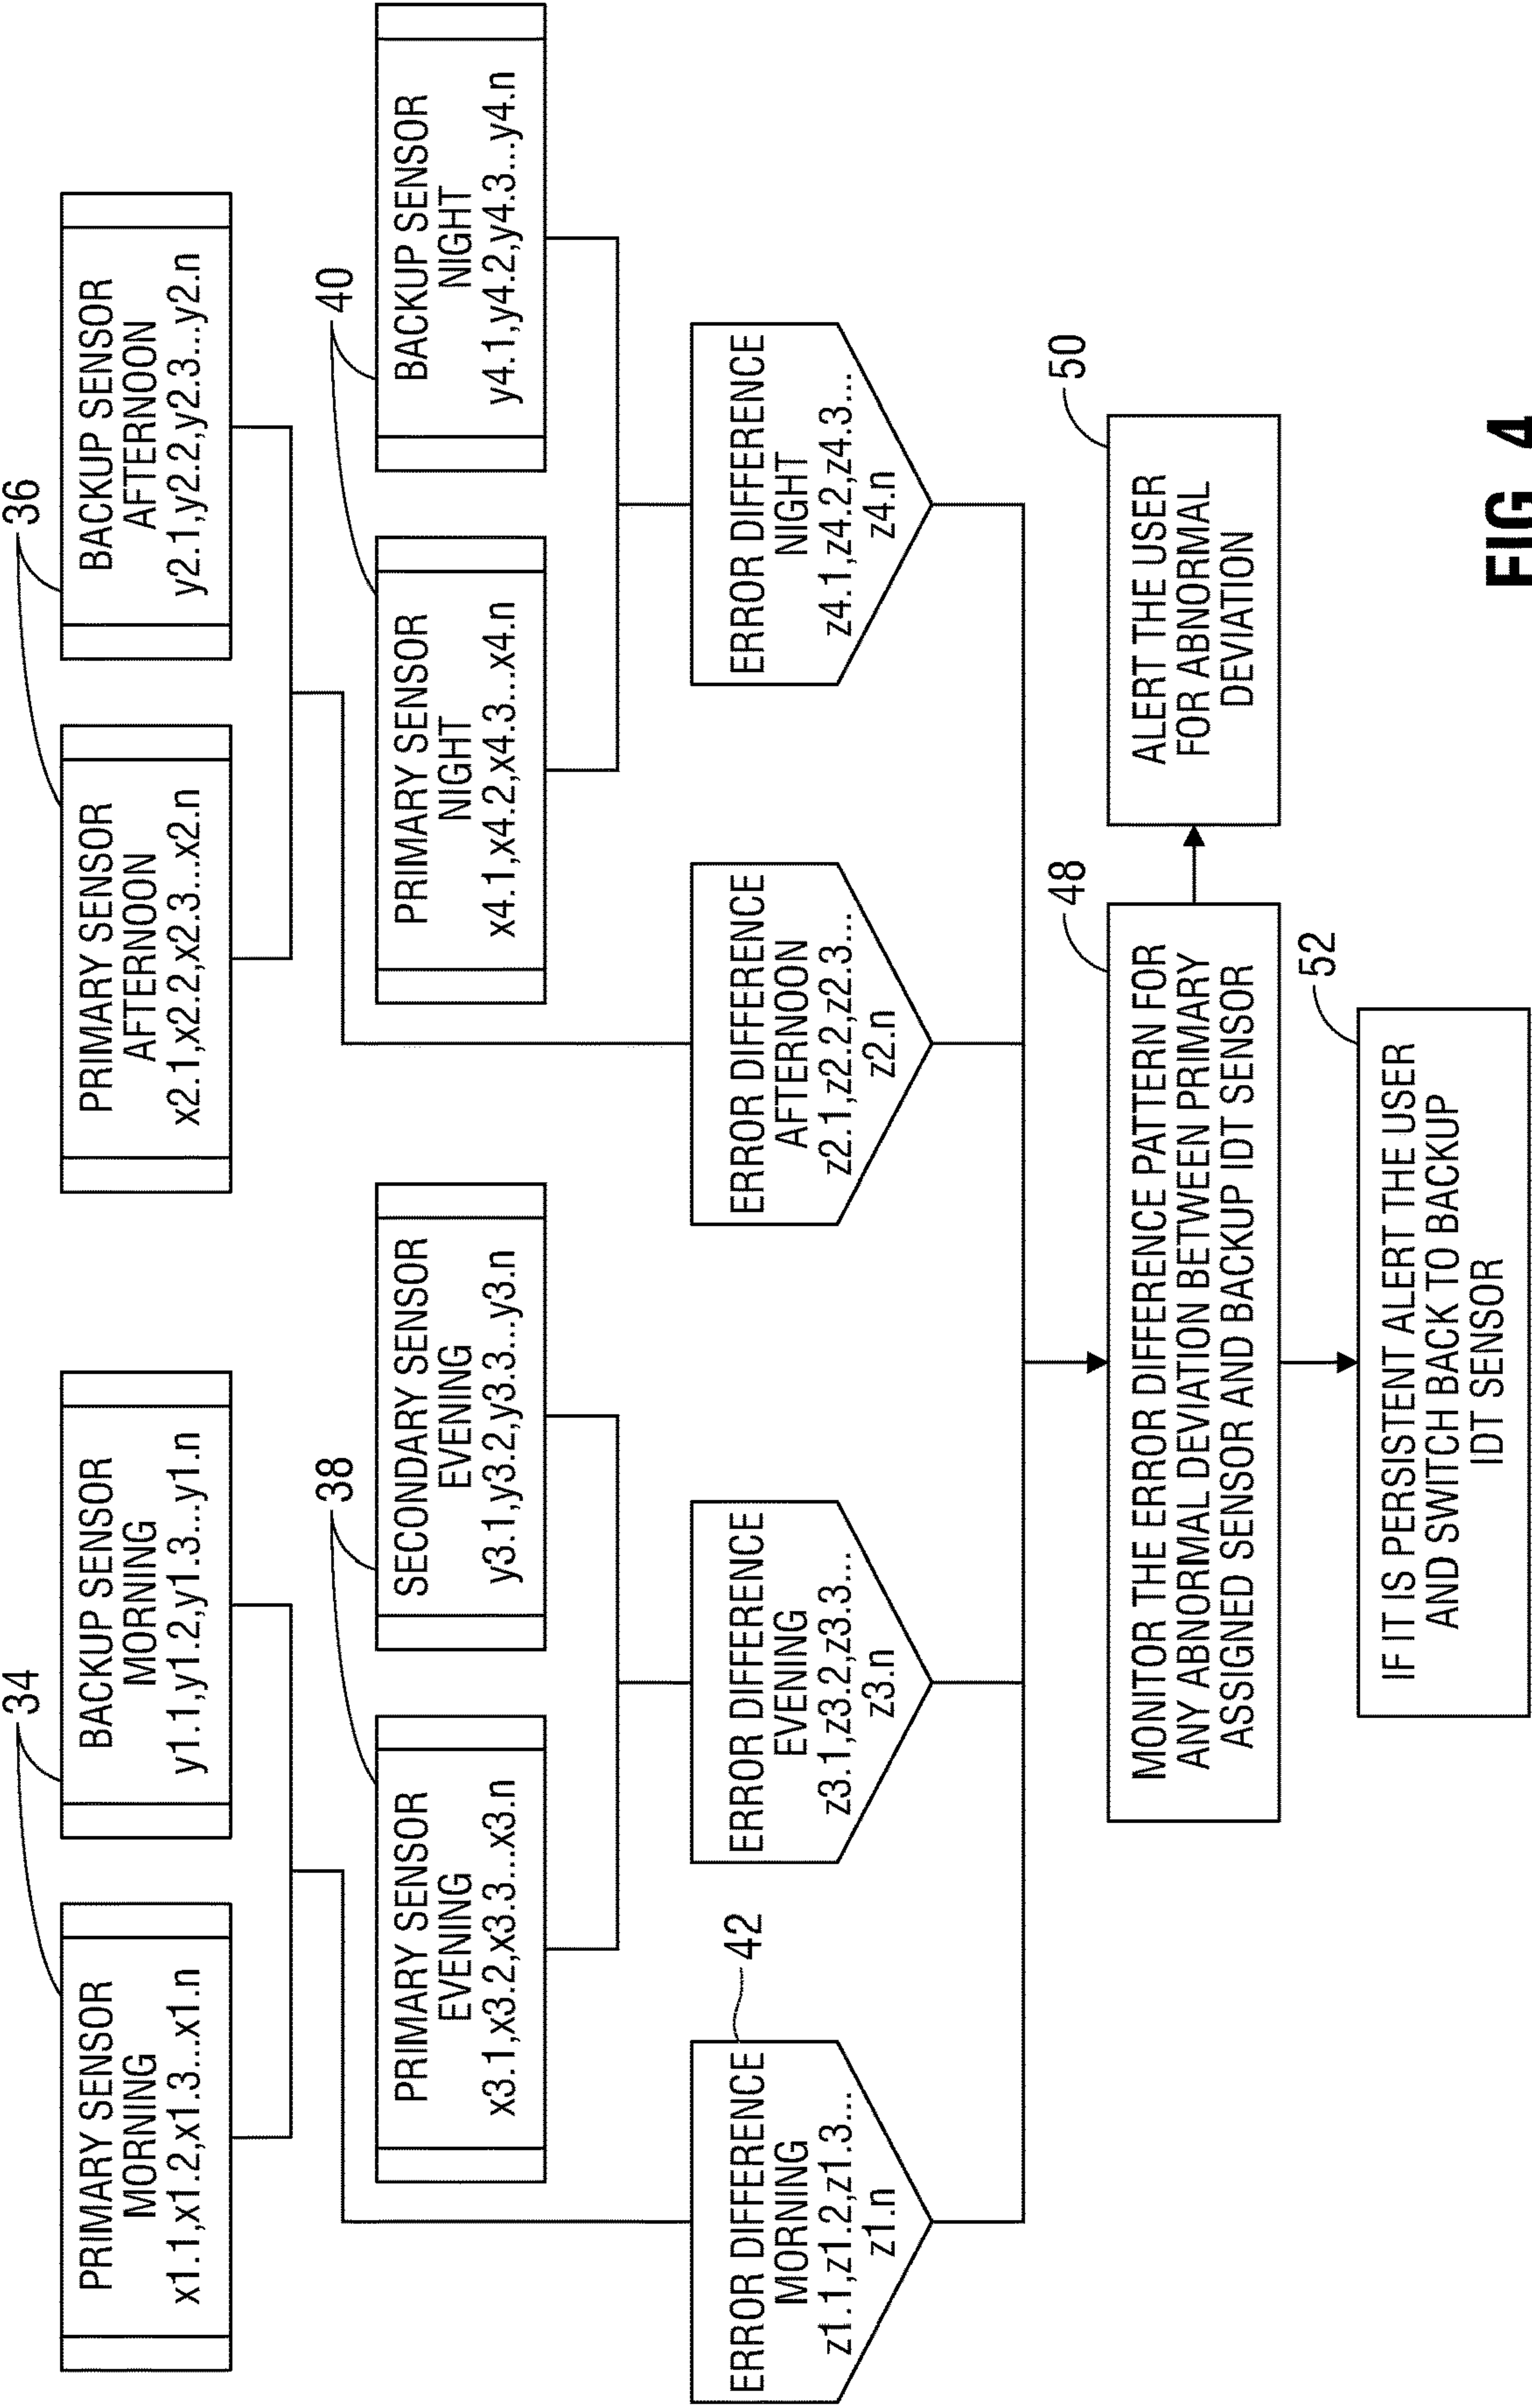 34
36
PRIMARY SENSOR
MORNING
x1.1,x1.2,x1.3...x1.n
BACKUP SENSOR
MORNING
y1.1,y1.2,y1.3...y1.n
PRIMARY SENSOR
AFTERNOON
x2.1,x2.2,x2.3...x2.n
BACKUP SENSOR
AFTERNOON
y2.1,y2.2,y2.3...y2.n
38
40
PRIMARY SENSOR
EVENING
x3.1,x3.2,x3.3...x3.n
SECONDARY SENSOR
EVENING
y3.1,y3.2,y3.3...y3.n
PRIMARY SENSOR
NIGHT
x4.1,x4.2,x4.3...x4.n
BACKUP SENSOR
NIGHT
y4.1,y4.2,y4.3...y4.n
42
ERROR DIFFERENCE
MORNING
z1.1,z1.2,z1.3...
z1.n
ERROR DIFFERENCE
EVENING
z3.1,z3.2,z3.3...
z3.n
ERROR DIFFERENCE
AFTERNOON
z2.1,z2.2,z2.3...
z2.n
ERROR DIFFERENCE
NIGHT
z4.1,z4.2,z4.3...
z4.n
48
MONITOR THE ERROR DIFFERENCE PATTERN FOR
ANY ABNORMAL DEVIATION BETWEEN PRIMARY
ASSIGNED SENSOR AND BACKUP IDT SENSOR
50
ALERT THE USER
FOR ABNORMAL
DEVIATION
52
IF IT IS PERSISTENT ALERT THE USER
AND SWITCH BACK TO BACKUP
IDT SENSOR
FIG. 4